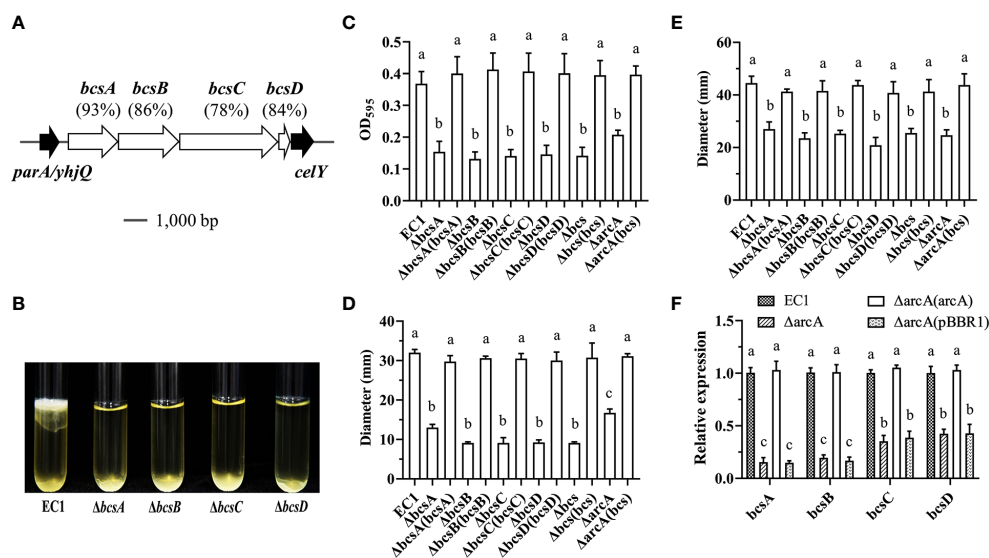 A
bcsA bcsB bcsC bcsD
(93%) (86%) (78%) (84%)
parA/yhjQ celY
1,000 bp
B
EC1 ΔbcsA ΔbcsB ΔbcsC ΔbcsD
C
OD595
0.5
0.4
0.3
0.2
0.1
0.0
a b a b a b a b a b a b a
EC1
ΔbcsA
ΔbcsA(bcsA)
ΔbcsB
ΔbcsB(bcsB)
ΔbcsC
ΔbcsC(bcsC)
ΔbcsD
ΔbcsD(bcsD)
Δbcs
Δbcs(bcs)
ΔarcA
ΔarcA(bcs)
D
Diameter (mm)
40
30
20
10
0
a b a b a b a b a b a c a
EC1
ΔbcsA
ΔbcsA(bcsA)
ΔbcsB
ΔbcsB(bcsB)
ΔbcsC
ΔbcsC(bcsC)
ΔbcsD
ΔbcsD(bcsD)
Δbcs
Δbcs(bcs)
ΔarcA
ΔarcA(bcs)
E
Diameter (mm)
60
40
20
0
a b a b a b a b a b a b a
EC1
ΔbcsA
ΔbcsA(bcsA)
ΔbcsB
ΔbcsB(bcsB)
ΔbcsC
ΔbcsC(bcsC)
ΔbcsD
ΔbcsD(bcsD)
Δbcs
Δbcs(bcs)
ΔarcA
ΔarcA(bcs)
F
EC1 ΔarcA(arcA)
ΔarcA ΔarcA(pBBR1)
Relative expression
1.5
1.0
0.5
0.0
a c a c a c a c a b a b a b a b
bcsA
bcsB
bcsC
bcsD